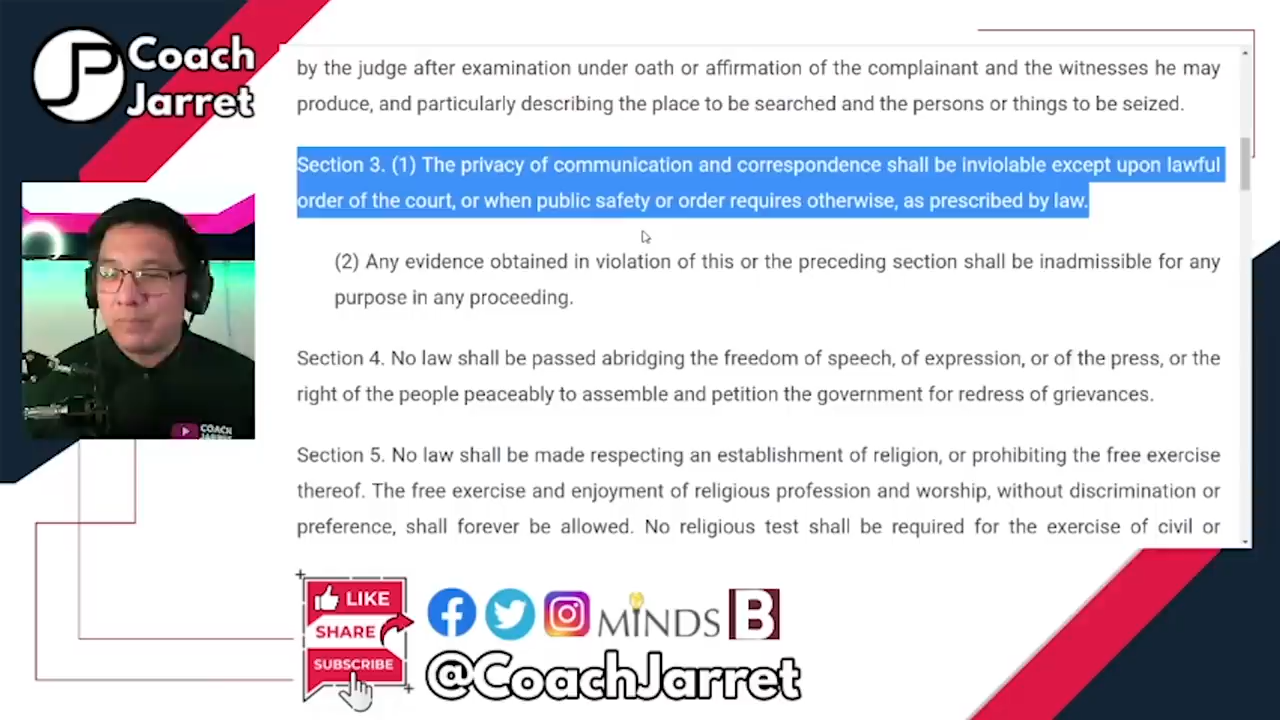 Coach
Jarret
by the judge after examination under oath or affirmation of the complainant and the witnesses he may
produce, and particularly describing the place to be searched and the persons or things to be seized.
Section 3. (1) The privacy of communication and correspondence shall be inviolable except upon lawful
order of the court, or when public safety or order requires otherwise, as prescribed by law.
(2) Any evidence obtained in violation of this or the preceding section shall be inadmissible for any
purpose in any proceeding.
Section 4. No law shall be passed abridging the freedom of speech, of expression, or of the press, or the
right of the people peaceably to assemble and petition the government for redress of grievances.
Section 5. No law shall be made respecting an establishment of religion, or prohibiting the free exercise
thereof. The free exercise and enjoyment of religious profession and worship, without discrimination or
preference, shall forever be allowed. No religious test shall be required for the exercise of civil or
COACH
JARRET
LIKE
SHARE
SUBSCRIBE
MINDS B
@CoachJarret